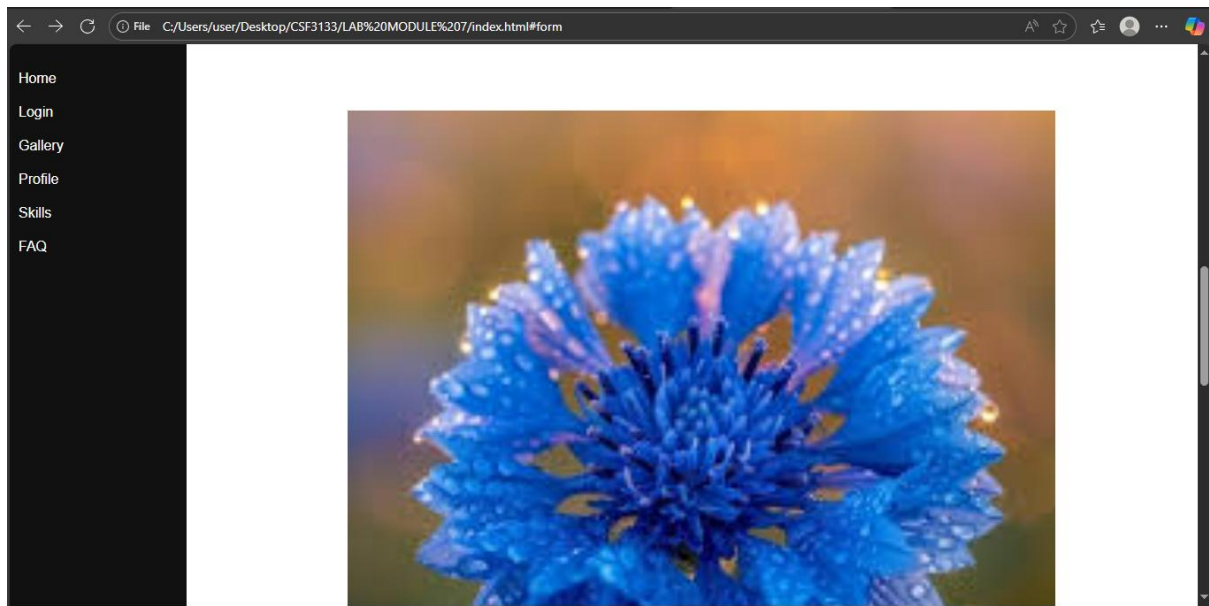 File C:/Users/user/Desktop/CSF3133/LAB%20MODULE%207/index.html#form
Home
Login
Gallery
Profile
Skills
FAQ